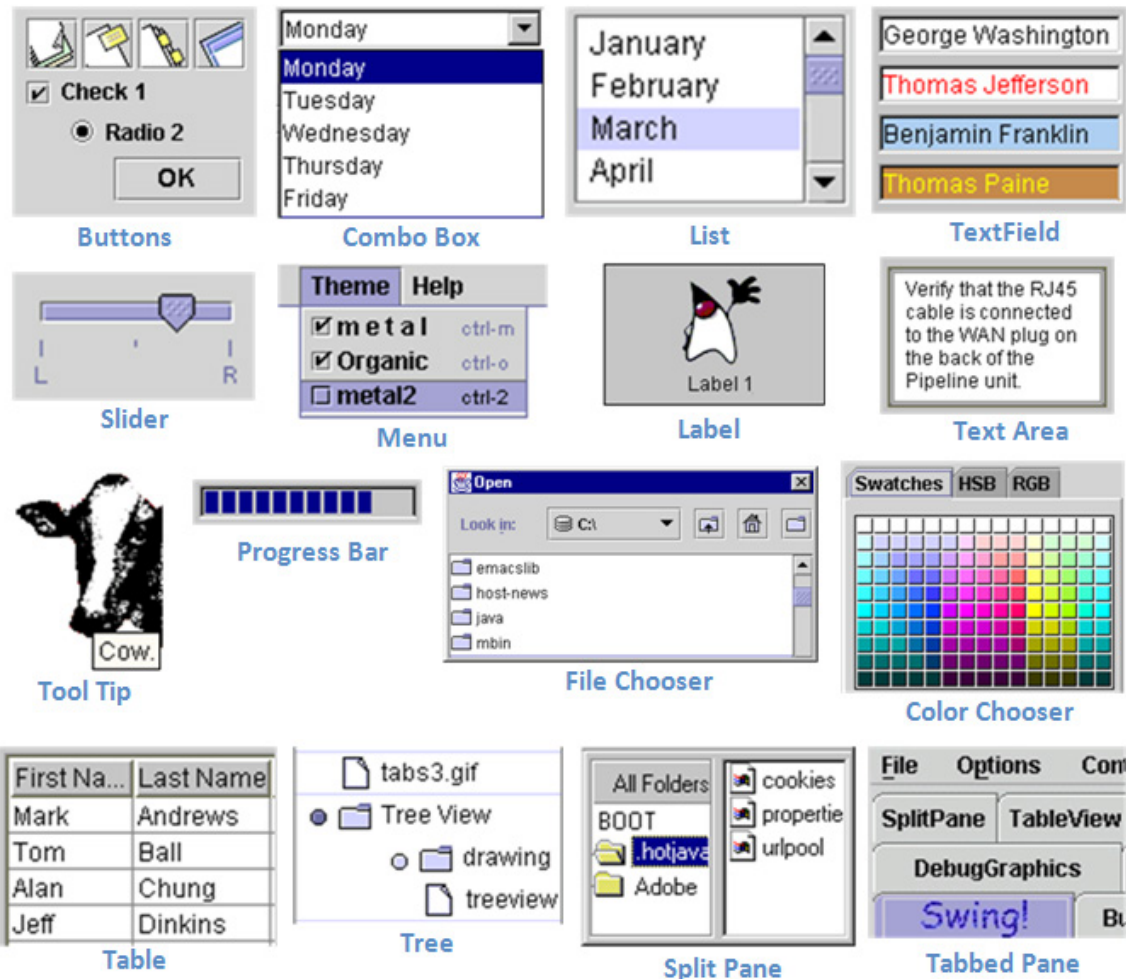 Check 1
Radio 2
OK
Buttons
Monday
Monday
Tuesday
Wednesday
Thursday
Friday
Combo Box
January
February
March
April
List
George Washington
Thomas Jefferson
Benjamin Franklin
Thomas Paine
TextField
L R
Slider
Theme Help
metal ctrl-m
Organic ctrl-o
metal2 ctrl-2
Menu
Label 1
Label
Verify that the RJ45
cable is connected
to the WAN plug on
the back of the
Pipeline unit.
Text Area
Cow.
Tool Tip
Progress Bar
Open
Look in: C:\
emacslib
host-news
java
mbin
File Chooser
Swatches HSB RGB
Color Chooser
First Na... Last Name
Mark Andrews
Tom Ball
Alan Chung
Jeff Dinkins
Table
tabs3.gif
Tree View
drawing
treeview
Tree
All Folders
BOOT
.hotjava
Adobe
cookies
propertie
urlpool
Split Pane
File Options Cont
SplitPane TableView
DebugGraphics
Swing! Bu
Tabbed Pane